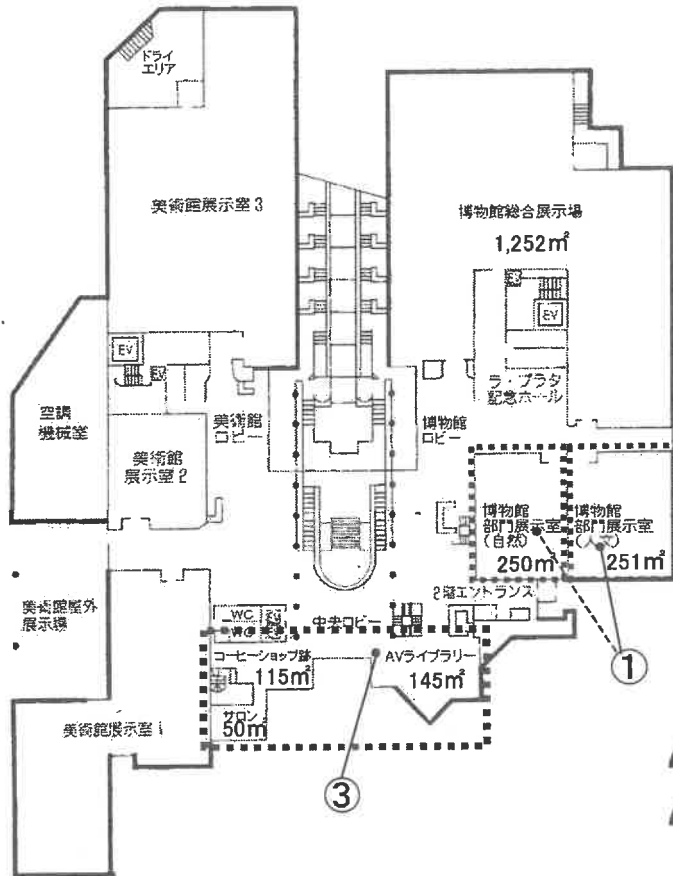 ドライ
エリア
美術館展示室3
博物館総合展示場
1,252㎡
EV
EV
ラ・プラタ
記念ホール
空調
機械室
美術館
ロビー
博物館
ロビー
美術館
展示室2
博物館
部門展示室
(自然)
250㎡
博物館
部門展示室
251㎡
2階エントランス
美術館屋外
展示場
WC
WC
中央ロビー
コーヒーショップ跡
115㎡
AVライブラリー
145㎡
サロン
50㎡
美術館展示室1
①
③